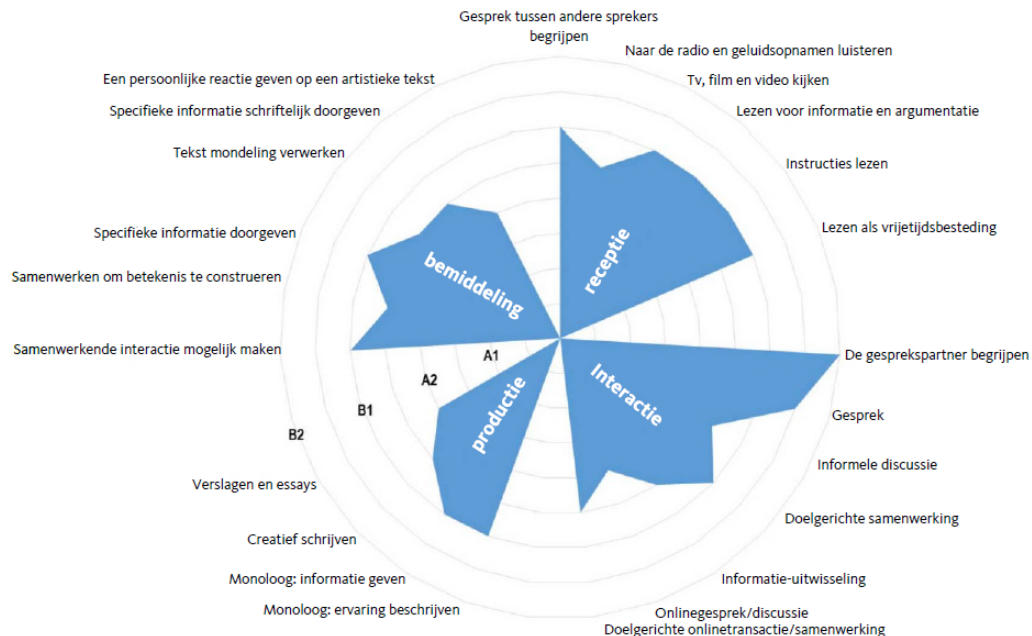 Gesprek tussen andere sprekers
begrijpen
Naar de radio en geluidsopnamen luisteren
Tv, film en video kijken
Lezen voor informatie en argumentatie
Instructies lezen
Lezen als vrijetijdsbesteding
De gesprekspartner begrijpen
Gesprek
Informele discussie
Doelgerichte samenwerking
Informatie-uitwisseling
Onlinegesprek/discussie
Doelgerichte onlinetransactie/samenwerking
Monoloog: ervaring beschrijven
Monoloog: informatie geven
Creatief schrijven
Verslagen en essays
Samenwerkende interactie mogelijk maken
Samenwerken om betekenis te construeren
Specifieke informatie doorgeven
Tekst mondeling verwerken
Specifieke informatie schriftelijk doorgeven
Een persoonlijke reactie geven op een artistieke tekst
receptie
Interactie
productie
bemiddeling
A1
A2
B1
B2